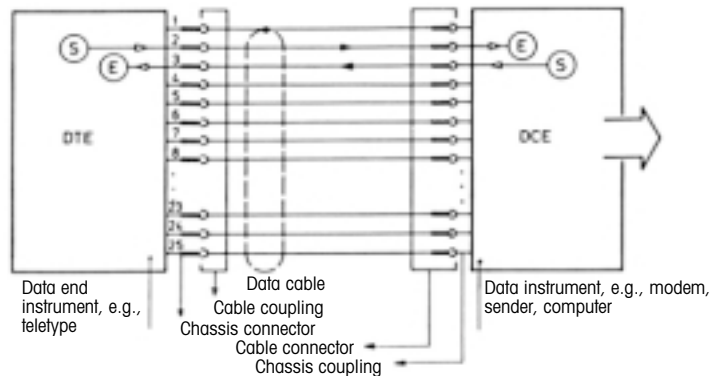 1
2
S
E
3
E
S
4
5
6
7
8
DTE
DCE
23
24
25
Data end
instrument, e.g.,
teletype
Data cable
Cable coupling
Chassis connector
Cable connector
Chassis coupling
Data instrument, e.g., modem,
sender, computer